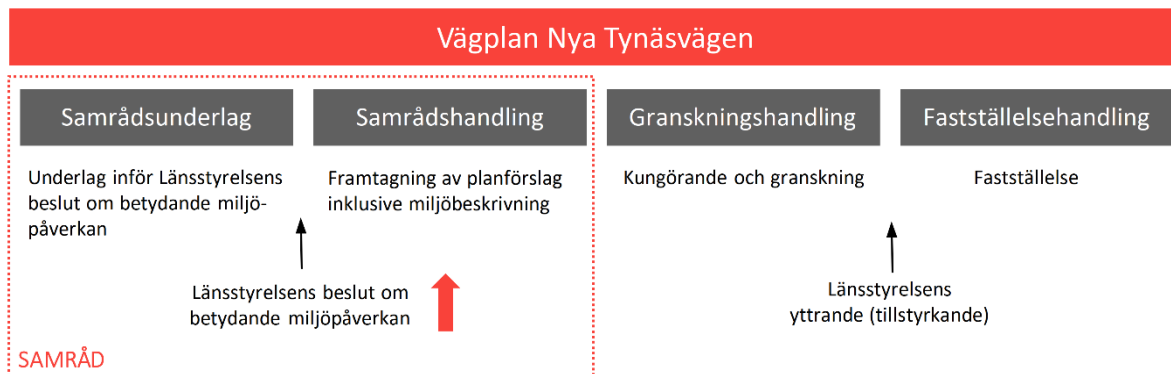 Vägplan Nya Tynäsvägen
Samrådsunderlag
Samrådshandling
Granskningshandling
Fastställelsehandling
Underlag inför Länsstyrelsens
beslut om betydande miljö-
påverkan
Framtagning av planförslag
inklusive miljöbeskrivning
Kungörande och granskning
Fastställelse
Länsstyrelsens beslut om
betydande miljöpåverkan
Länsstyrelsens
yttrande (tillstyrkande)
SAMRÅD